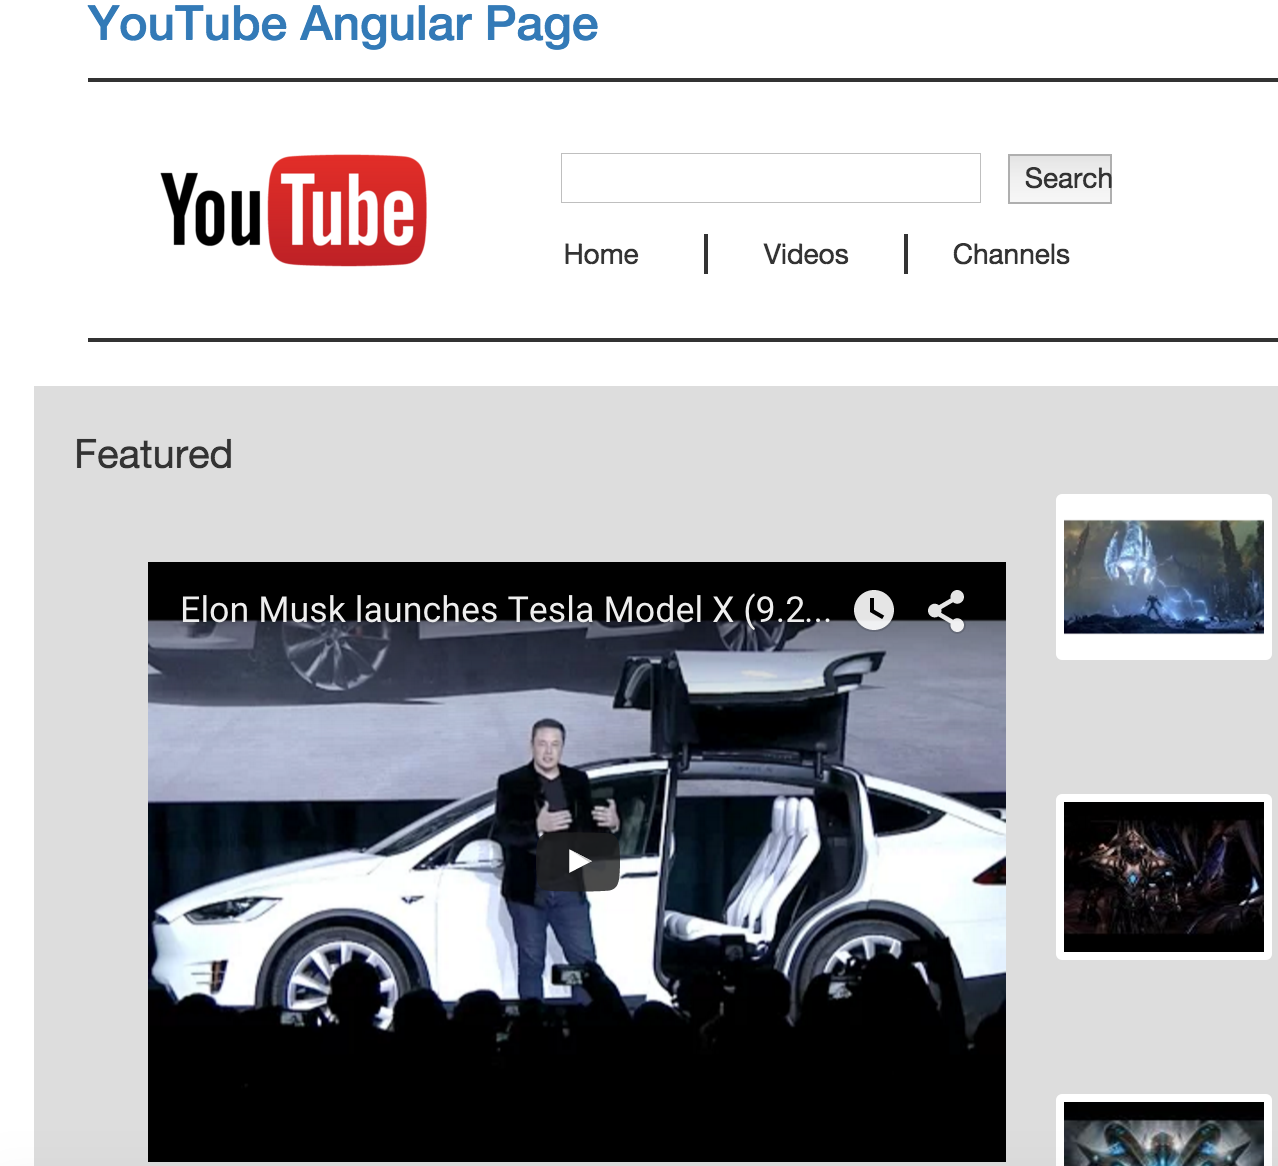 YouTube Angular Page
YouTube
Search
Home
Videos
Channels
Featured
Elon Musk launches Tesla Model X (9.2...